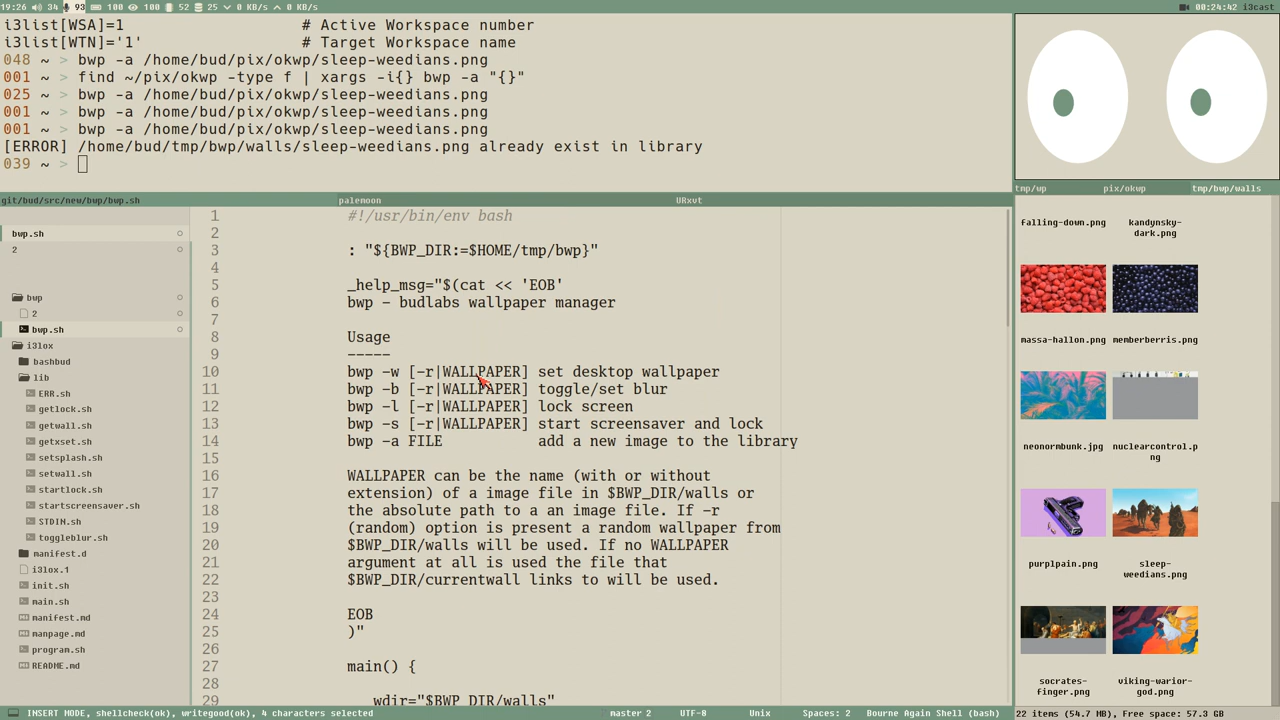 19:26 34 93 100 100 52 25 0 KB/s 0 KB/s
00:24:42 i3cast
i3list[WSA]=1 # Active Workspace number
i3list[WTN]='1' # Target Workspace name
048 ~ > bwp -a /home/bud/pix/okwp/sleep-weedians.png
001 ~ > find ~/pix/okwp -type f | xargs -i{} bwp -a "{}"
025 ~ > bwp -a /home/bud/pix/okwp/sleep-weedians.png
001 ~ > bwp -a /home/bud/pix/okwp/sleep-weedians.png
001 ~ > bwp -a /home/bud/pix/okwp/sleep-weedians.png
[ERROR] /home/bud/tmp/bwp/walls/sleep-weedians.png already exist in library
039 ~ >
git/bud/src/new/bwp/bwp.sh palemoon URxvt
bwp.sh
2
bwp
2
bwp.sh
i3lox
bashbud
lib
ERR.sh
getlock.sh
getwall.sh
getxset.sh
setsplash.sh
setwall.sh
startlock.sh
startscreensaver.sh
STDIN.sh
toggleblur.sh
manifest.d
i3lox.1
init.sh
main.sh
manifest.md
manpage.md
program.sh
README.md
1 #!/usr/bin/env bash
2
3 : "${BWP_DIR:=$HOME/tmp/bwp}"
4
5 _help_msg="$(cat << 'EOB'
6 bwp - budlabs wallpaper manager
7
8 Usage
9 -----
10 bwp -w [-r|WALLPAPER] set desktop wallpaper
11 bwp -b [-r|WALLPAPER] toggle/set blur
12 bwp -l [-r|WALLPAPER] lock screen
13 bwp -s [-r|WALLPAPER] start screensaver and lock
14 bwp -a FILE add a new image to the library
15
16 WALLPAPER can be the name (with or without
17 extension) of a image file in $BWP_DIR/walls or
18 the absolute path to a an image file. If -r
19 (random) option is present a random wallpaper from
20 $BWP_DIR/walls will be used. If no WALLPAPER
21 argument at all is used the file that
22 $BWP_DIR/currentwall links to will be used.
23
24 EOB
25 )"
26
27 main() {
28
29 wdir="$BWP_DIR/walls"
tmp/wp pix/okwp tmp/bwp/walls
falling-down.png
kandynsky-
dark.png
massa-hallon.png
memberberris.png
neonormbunk.jpg
nuclearcontrol.p
ng
purplpain.png
sleep-
weedians.png
socrates-
finger.png
viking-warior-
god.png
INSERT MODE, shellcheck(ok), writegood(ok), 4 characters selected
master 2 UTF-8 Unix Spaces: 2 Bourne Again Shell (bash)
22 items (54.7 MB), Free space: 57.3 GB